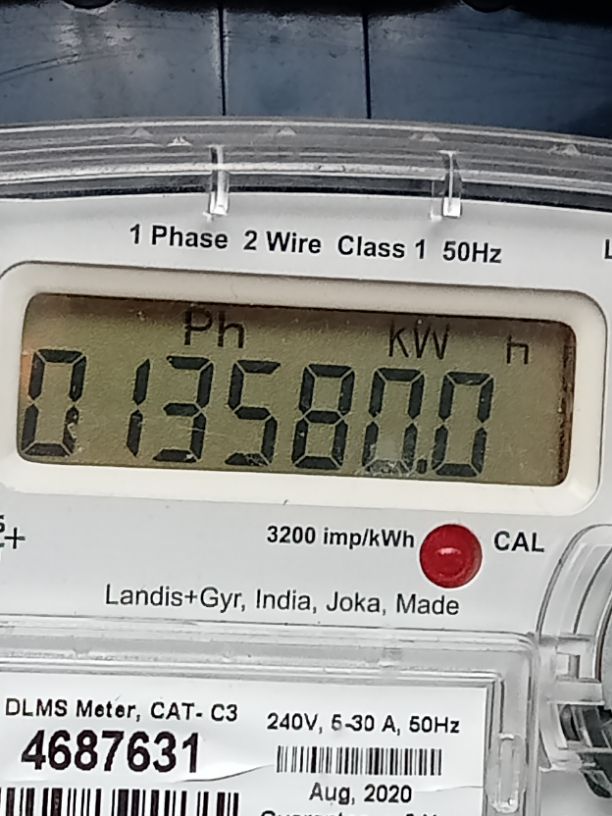 1 Phase 2 Wire Class 1 50Hz
Ph kW h
013580.0
3200 imp/kWh CAL
Landis+Gyr, India, Joka, Made
DLMS Meter, CAT- C3
4687631
240V, 5-30 A, 50Hz
Aug, 2020